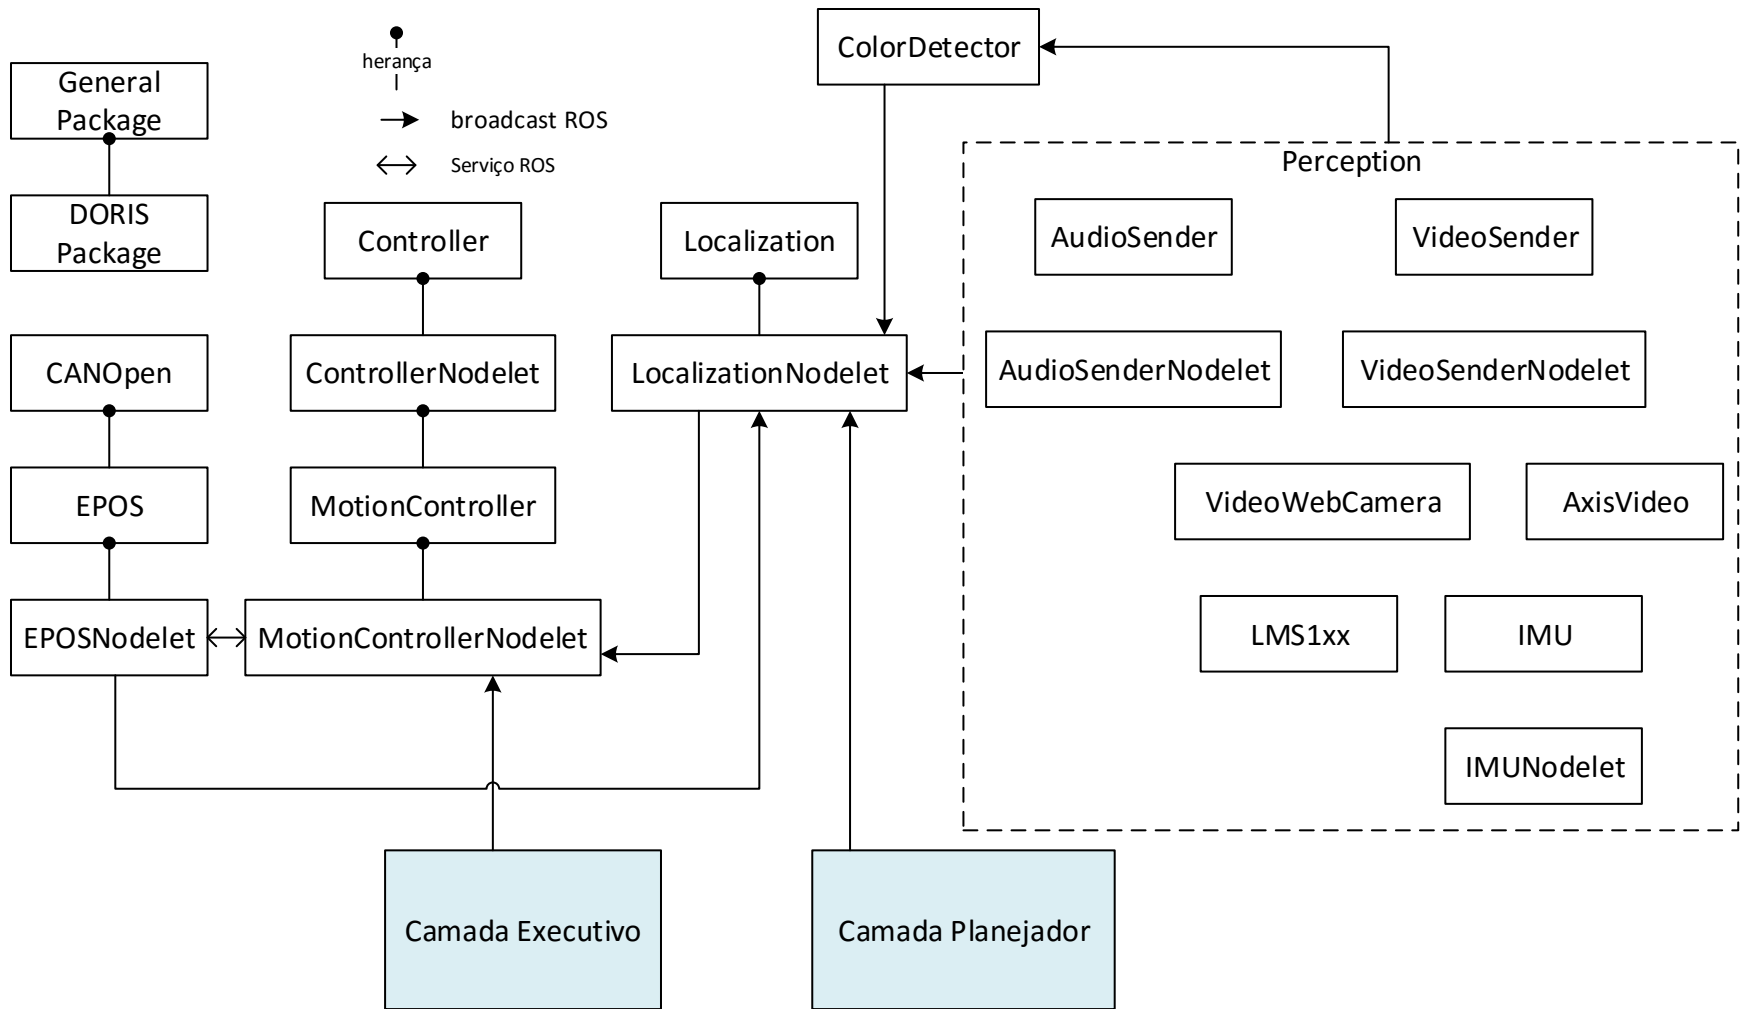 ColorDetector
General
Package
herança
broadcast ROS
Serviço ROS
DORIS
Package
Controller
Localization
Perception
AudioSender
VideoSender
CANOpen
ControllerNodelet
LocalizationNodelet
AudioSenderNodelet
VideoSenderNodelet
EPOS
MotionController
VideoWebCamera
AxisVideo
EPOSNodelet
MotionControllerNodelet
LMS1xx
IMU
IMUNodelet
Camada Executivo
Camada Planejador